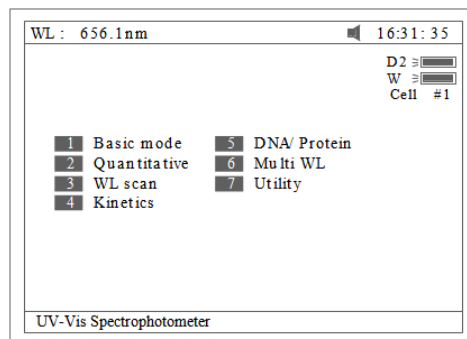 WL : 656.1nm 16:31:35
D2
W
Cell #1
1 Basic mode 5 DNA/ Protein
2 Quantitative 6 Multi WL
3 WL scan 7 Utility
4 Kinetics
UV-Vis Spectrophotometer